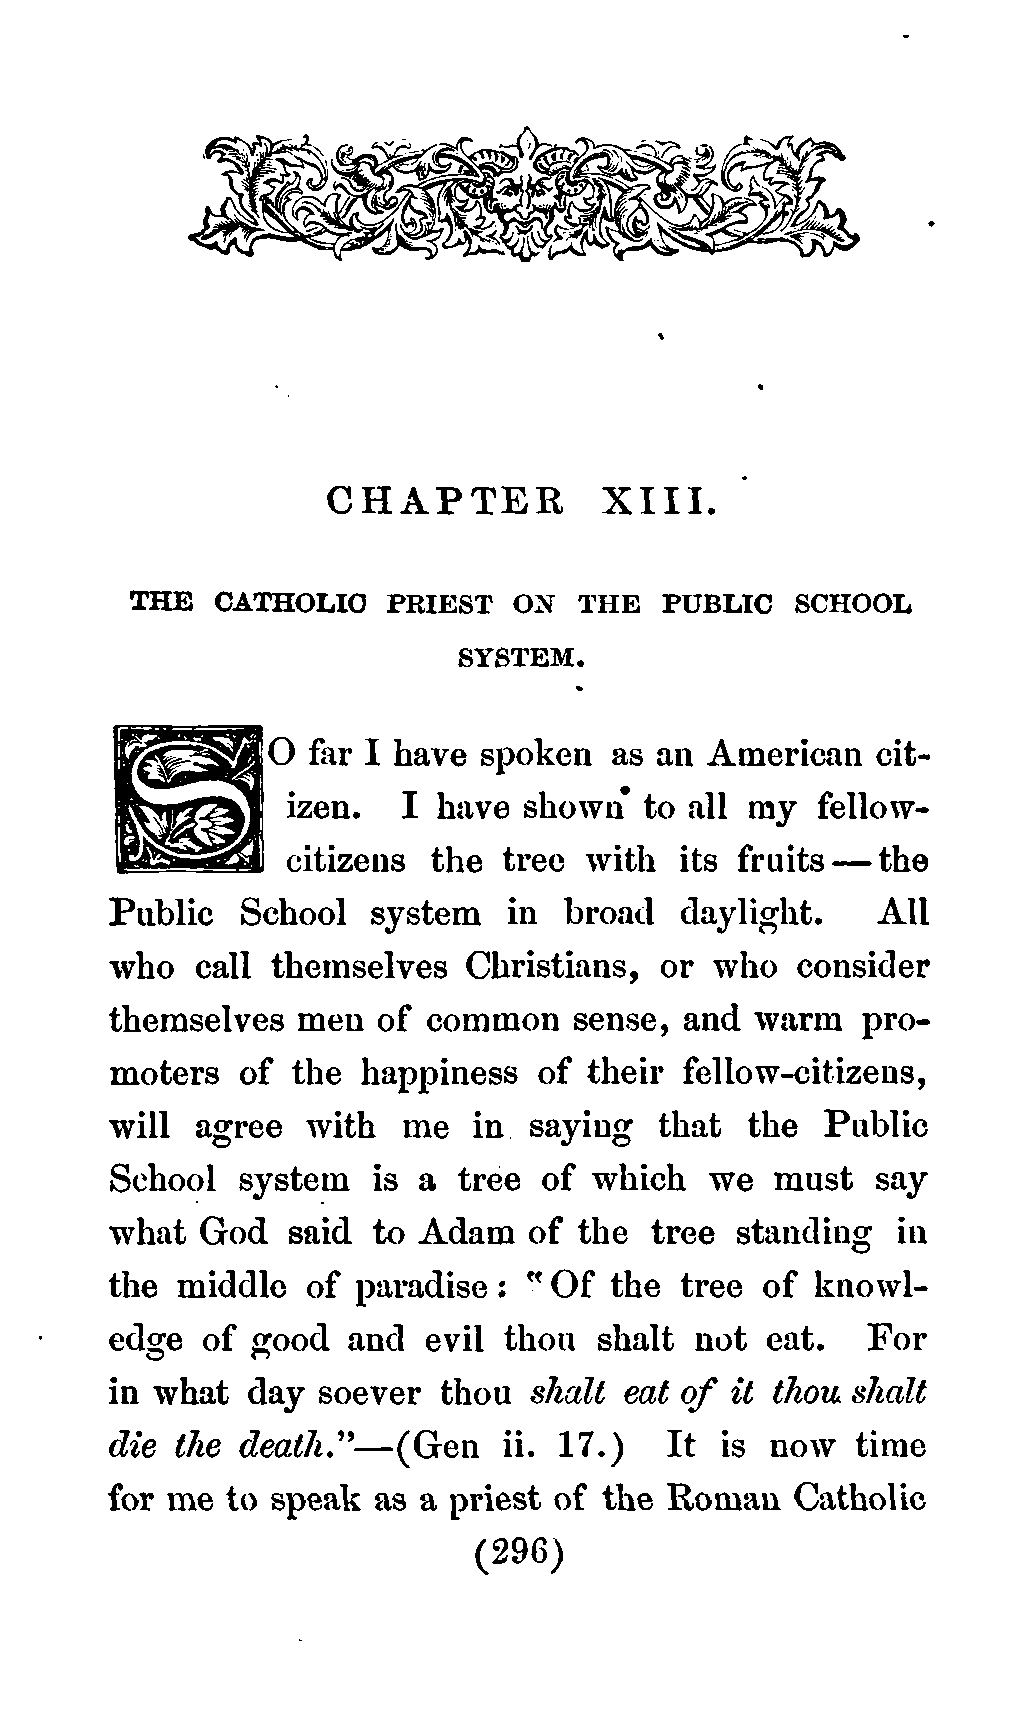 CHAPTER XIII.
THE CATHOLIC PRIEST ON THE PUBLIC SCHOOL
SYSTEM.
SO far I have spoken as an American cit-
izen. I have shown to all my fellow-
citizens the tree with its fruits — the
Public School system in broad daylight. All
who call themselves Christians, or who consider
themselves men of common sense, and warm pro-
moters of the happiness of their fellow-citizens,
will agree with me in saying that the Public
School system is a tree of which we must say
what God said to Adam of the tree standing in
the middle of paradise: "Of the tree of knowl-
edge of good and evil thou shalt not eat. For
in what day soever thou shalt eat of it thou shalt
die the death."—(Gen ii. 17.) It is now time
for me to speak as a priest of the Roman Catholic
(296)